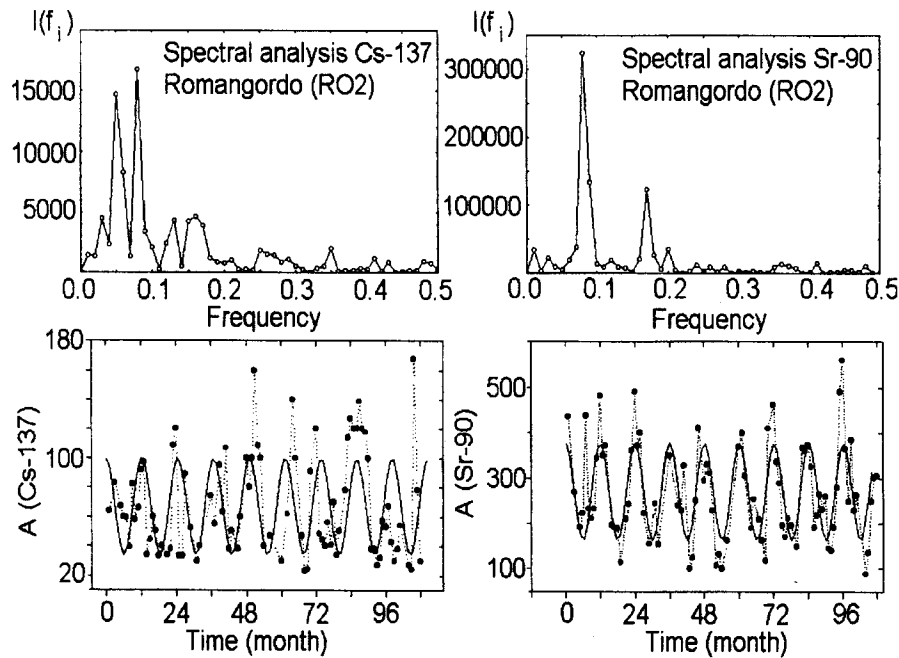 I(f i)
Spectral analysis Cs-137
Romangordo (RO2)
15000
10000
5000
0.0 0.1 0.2 0.3 0.4 0.5
Frequency
I(f i)
Spectral analysis Sr-90
Romangordo (RO2)
300000
200000
100000
0.0 0.1 0.2 0.3 0.4 0.5
Frequency
A (Cs-137)
180
100
20
0 24 48 72 96
Time (month)
A (Sr-90)
500
300
100
0 24 48 72 96
Time (month)